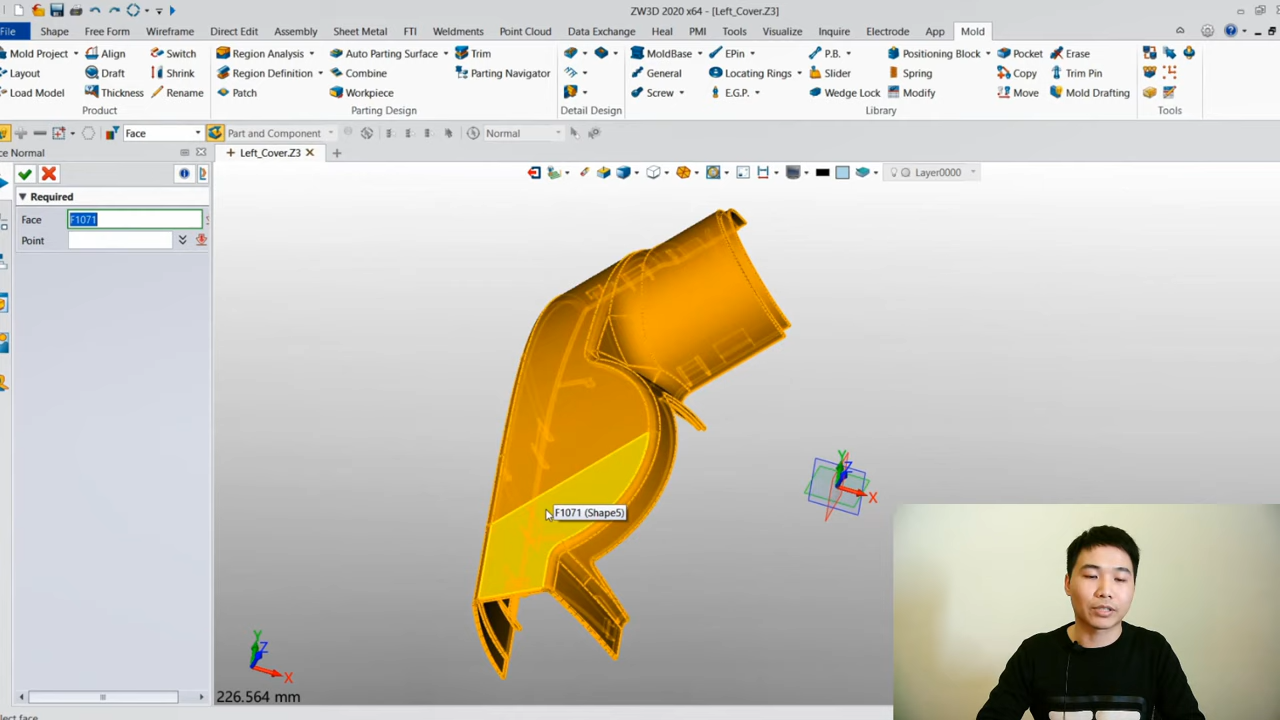 ZW3D 2020 x64 - [Left_Cover.Z3]
File Shape Free Form Wireframe Direct Edit Assembly Sheet Metal FTI Weldments Point Cloud Data Exchange Heal PMI Tools Visualize Inquire Electrode App Mold
Mold Project Align Switch Region Analysis Auto Parting Surface Trim MoldBase EPin P.B. Positioning Block Pocket Erase
Layout Draft Shrink Region Definition Combine Parting Navigator General Locating Rings Slider Spring Copy Trim Pin
Load Model Thickness Rename Patch Workpiece Screw E.G.P. Wedge Lock Modify Move Mold Drafting
Product Parting Design Detail Design Library Tools
Face Part and Component Normal
ce Normal Left_Cover.Z3
Layer0000
Required
Face F1071
Point
F1071 (Shape5)
Y
Z
X
Y
Z
X
226.564 mm
lect face